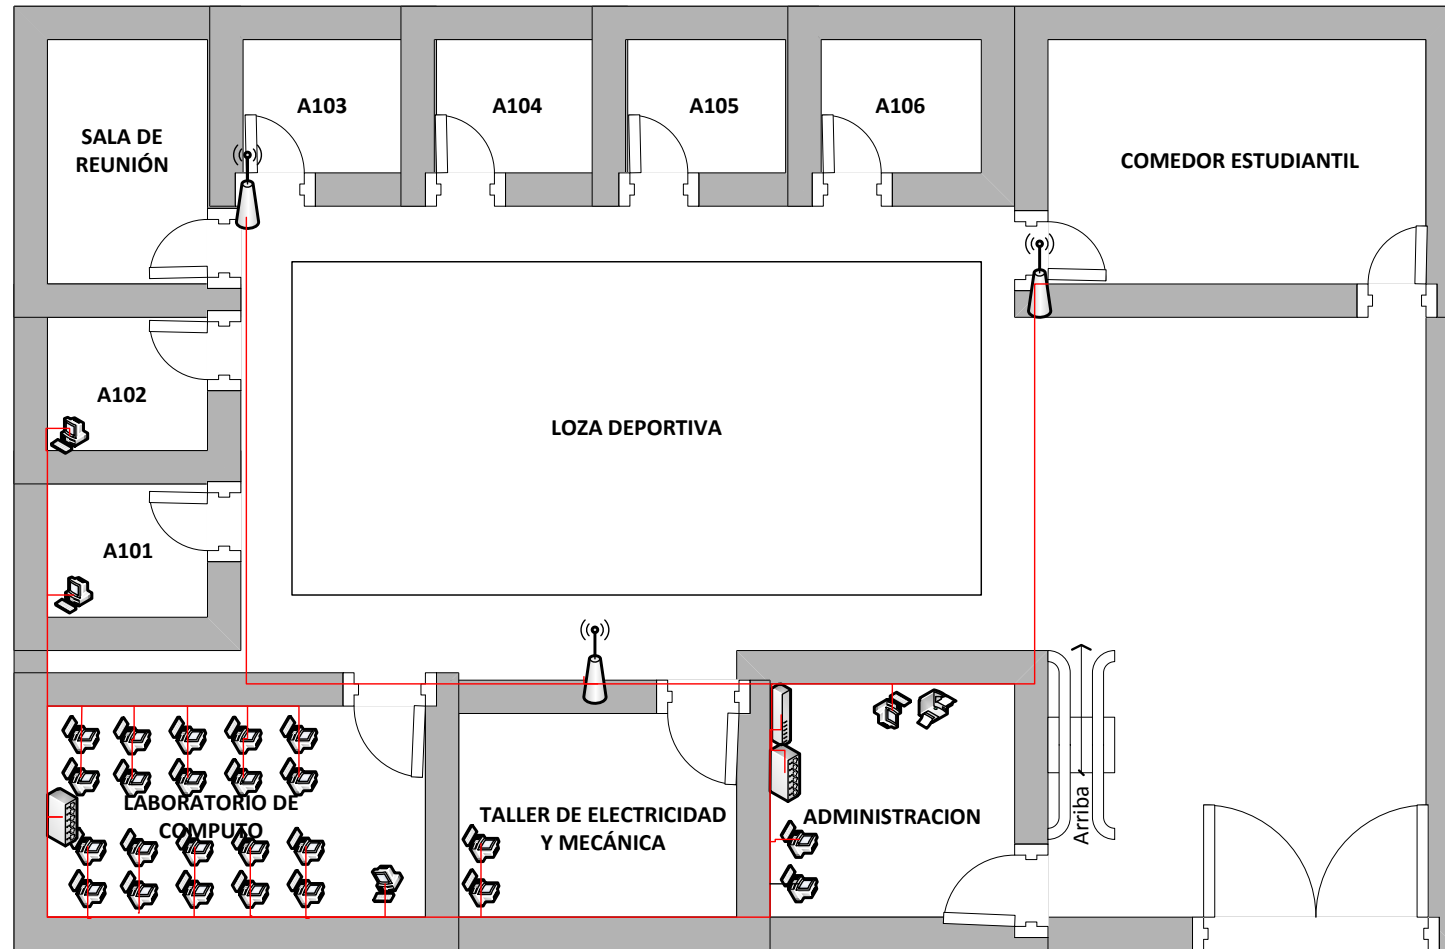 A103
A104
A105
A106
SALA DE
REUNIÓN
COMEDOR ESTUDIANTIL
A102
LOZA DEPORTIVA
A101
LABORATORIO DE
COMPUTO
TALLER DE ELECTRICIDAD
Y MECÁNICA
ADMINISTRACION
Arriba